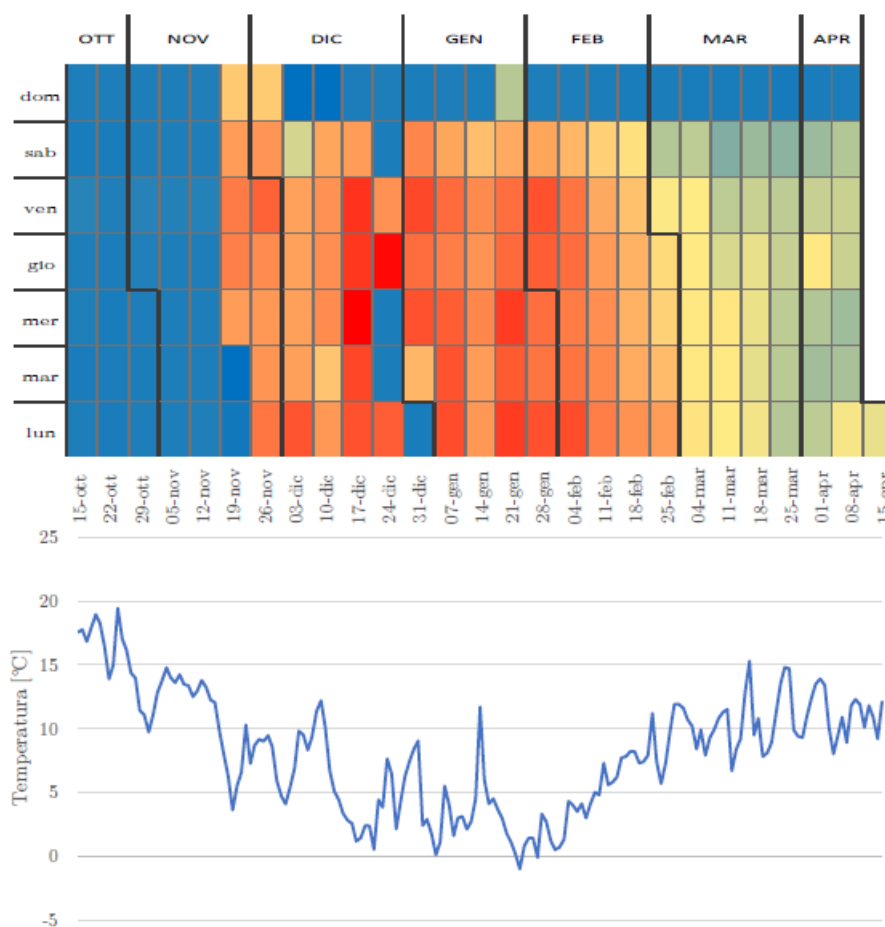 OTT NOV DIC GEN FEB MAR APR
dom
sab
ven
gio
mer
mar
lun
15-ott 22-ott 29-ott 05-nov 12-nov 19-nov 26-nov 03-dic 10-dic 17-dic 24-dic 31-dic 07-gen 14-gen 21-gen 28-gen 04-feb 11-feb 18-feb 25-feb 04-mar 11-mar 18-mar 25-mar 01-apr 08-apr 15-apr
25
20
15
10
5
0
-5
Temperatura [°C]